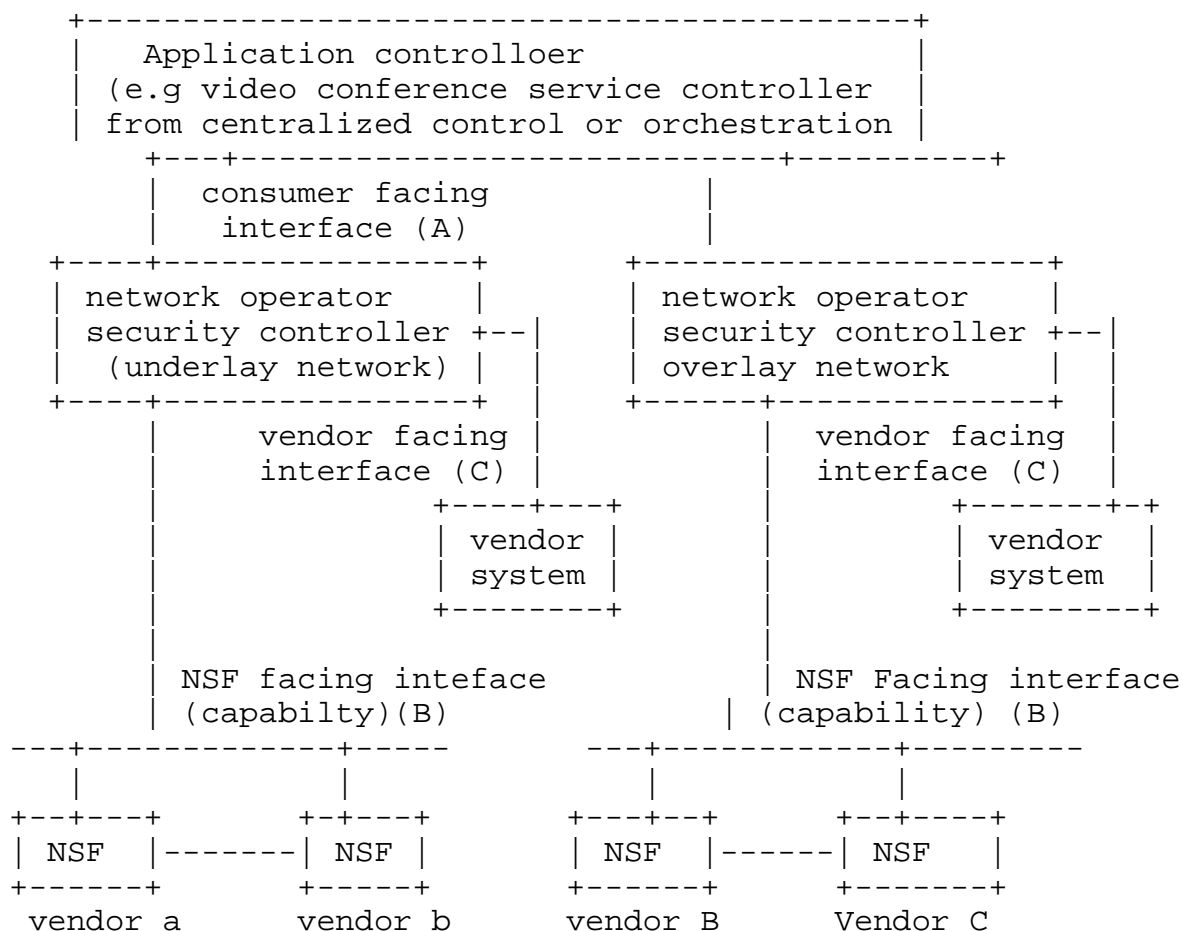 Application controlloer
(e.g video conference service controller
from centralized control or orchestration
consumer facing
interface (A)
network operator
security controller
(underlay network)
network operator
security controller
overlay network
vendor facing
interface (C)
vendor facing
interface (C)
vendor
system
vendor
system
NSF facing inteface
(capabilty)(B)
NSF Facing interface
(capability) (B)
NSF
NSF
NSF
NSF
vendor a
vendor b
vendor B
Vendor C